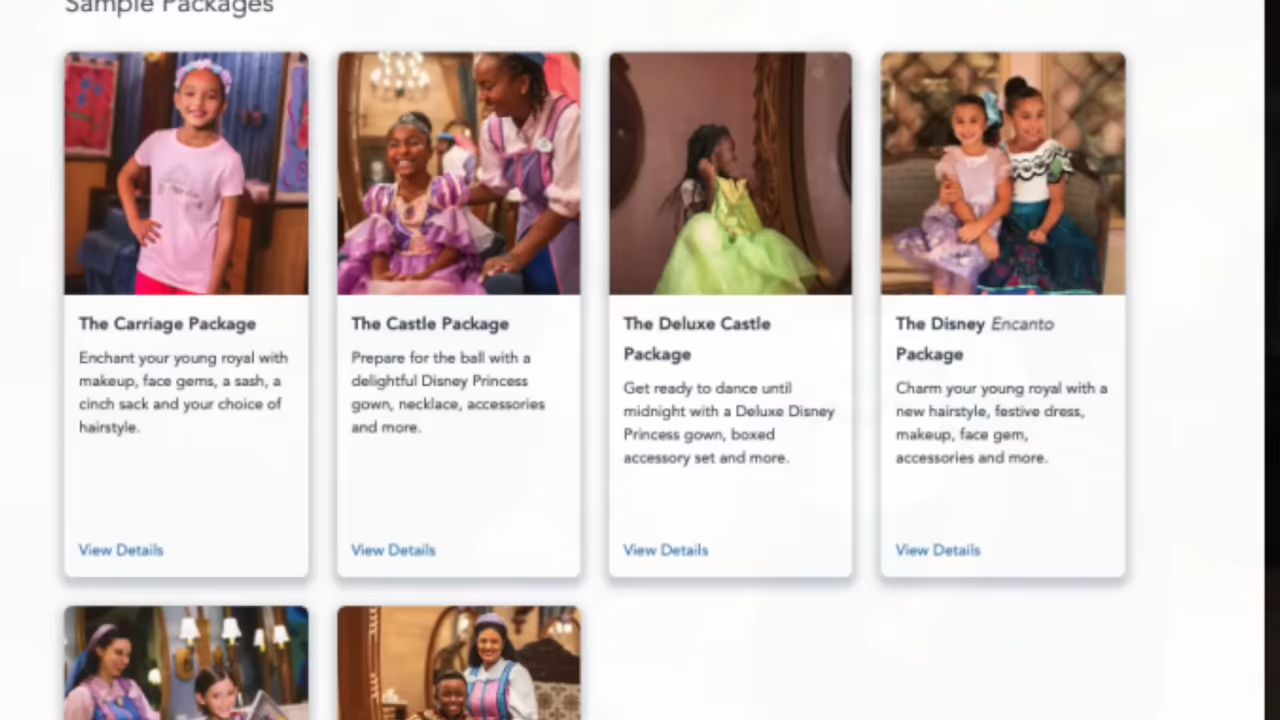 Sample Packages
The Carriage Package
Enchant your young royal with
makeup, face gems, a sash, a
cinch sack and your choice of
hairstyle.
View Details
The Castle Package
Prepare for the ball with a
delightful Disney Princess
gown, necklace, accessories
and more.
View Details
The Deluxe Castle
Package
Get ready to dance until
midnight with a Deluxe Disney
Princess gown, boxed
accessory set and more.
View Details
The Disney Encanto
Package
Charm your young royal with a
new hairstyle, festive dress,
makeup, face gem,
accessories and more.
View Details